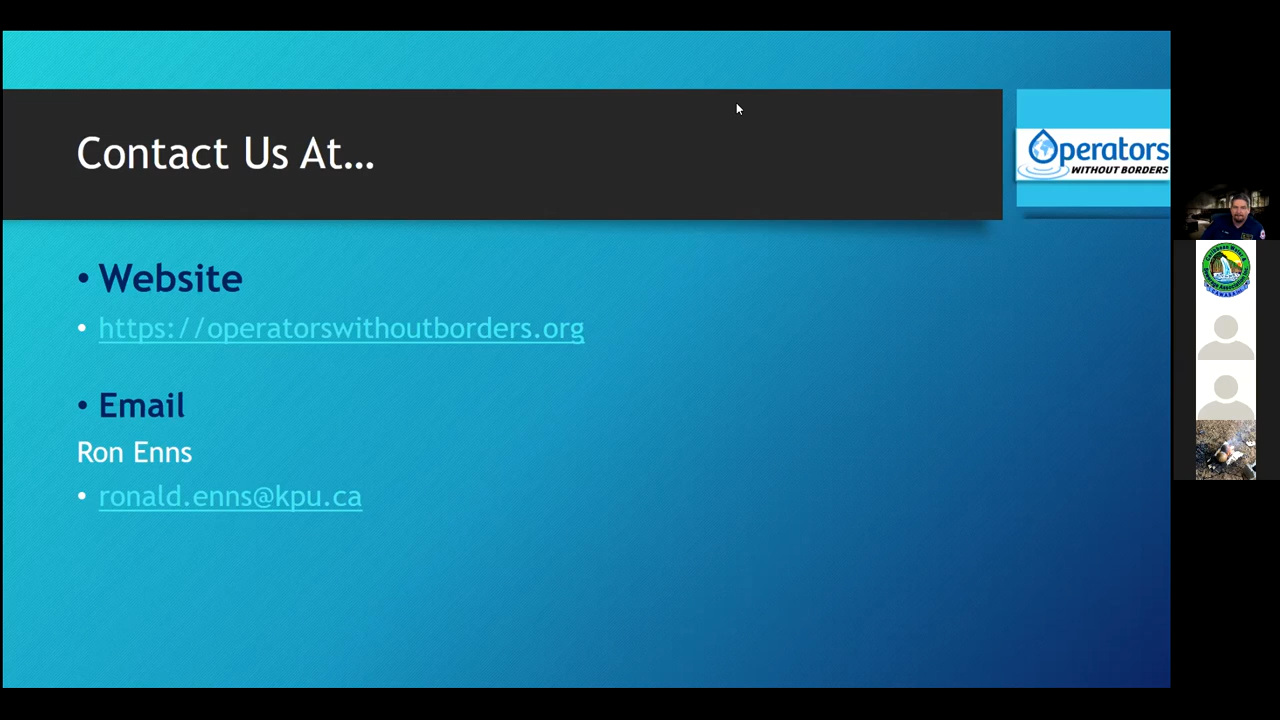 Contact Us At...
Operators
WITHOUT BORDERS
• Website
• https://operatorswithoutborders.org
• Email
Ron Enns
• ronald.enns@kpu.ca